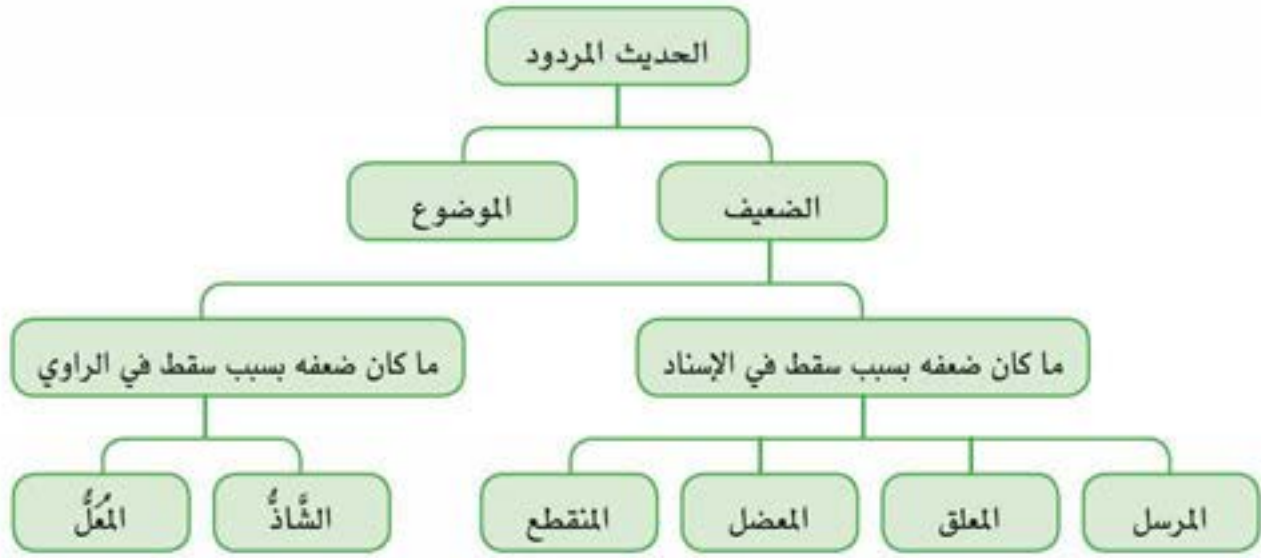 الحديث المردود
الضعيف
الموضوع
ما كان ضعفه بسبب سقط في الإسناد
ما كان ضعفه بسبب سقط في الراوي
المرسل
المعلق
المعضل
المنقطع
الشَّاذُّ
المُعَلُّ